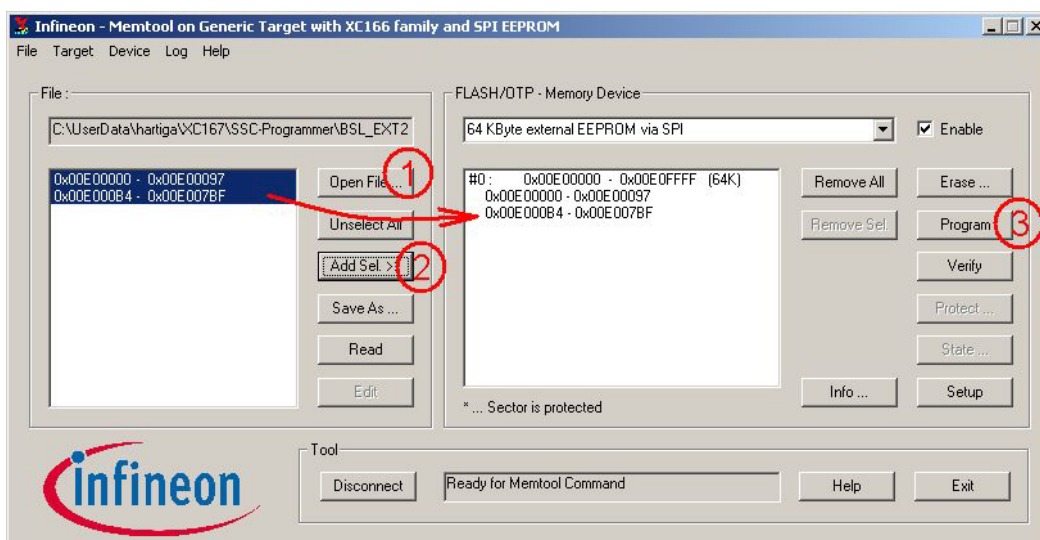 Infineon - Memtool on Generic Target with XC166 family and SPI EEPROM
File Target Device Log Help
File :
C:\UserData\hartiga\XC167\SSC-Programmer\BSL_EXT2
0x00E00000 - 0x00E00097
0x00E000B4 - 0x00E007BF
Open File ...
1
Unselect All
Add Sel. >>
2
Save As ...
Read
Edit
FLASH/OTP - Memory Device
64 KByte external EEPROM via SPI
Enable
#0 : 0x00E00000 - 0x00E0FFFF (64K)
0x00E00000 - 0x00E00097
0x00E000B4 - 0x00E007BF
* ... Sector is protected
Remove All
Remove Sel.
Info ...
Erase ...
Program
3
Verify
Protect ...
State ...
Setup
infineon
Tool
Disconnect
Ready for Memtool Command
Help
Exit